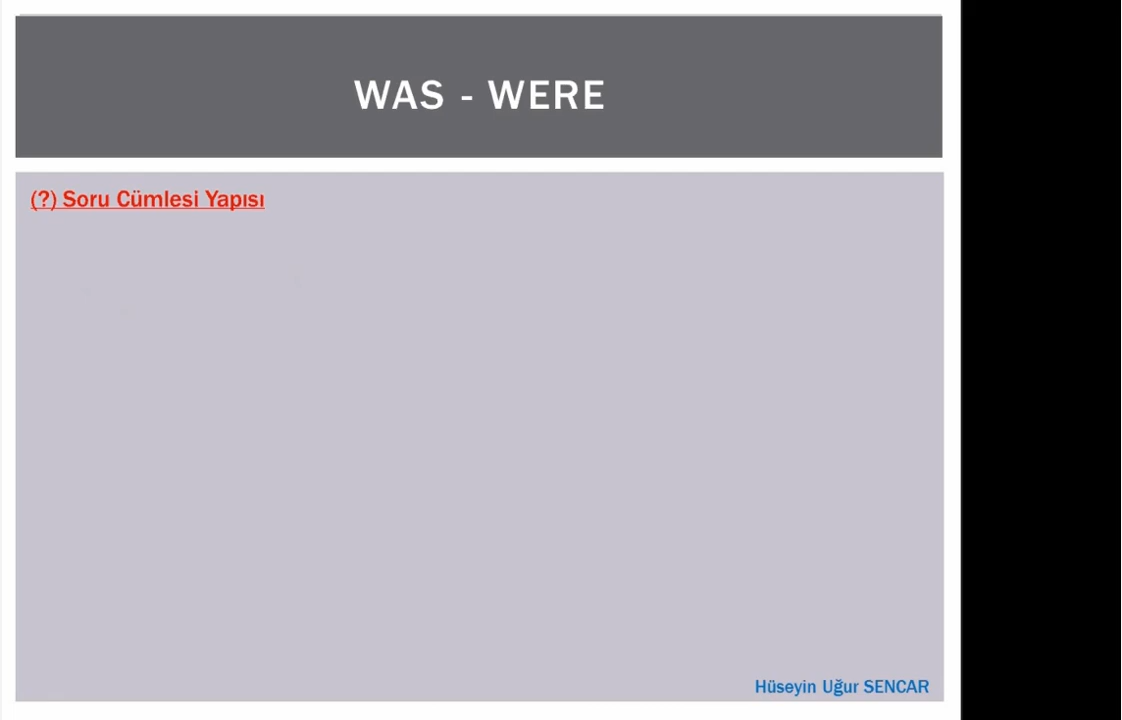 WAS - WERE
(?) Soru Cümlesi Yapısı
Hüseyin Uğur SENCAR